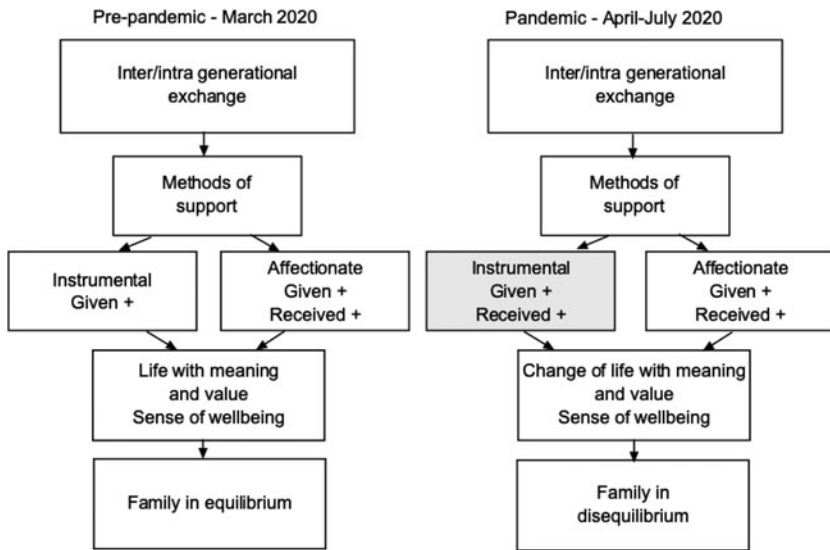 Pre-pandemic - March 2020
Inter/intra generational
exchange
Methods of
support
Instrumental
Given +
Affectionate
Given +
Received +
Life with meaning
and value
Sense of wellbeing
Family in equilibrium
Pandemic - April-July 2020
Inter/intra generational
exchange
Methods of
support
Instrumental
Given +
Received +
Affectionate
Given +
Received +
Change of life with meaning
and value
Sense of wellbeing
Family in
disequilibrium